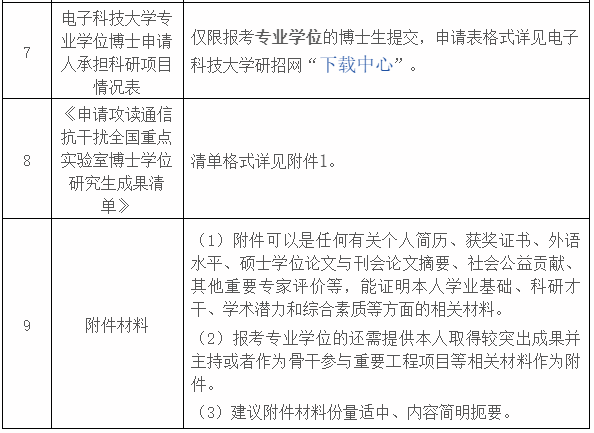 7
电子科技大学专
业学位博士申请
人承担科研项目
情况表
仅限报考专业学位的博士生提交，申请表格式详见电子
科技大学研招网“下载中心”。
8
《申请攻读通信
抗干扰全国重点
实验室博士学位
研究生成果清
单》
清单格式详见附件1。
9
附件材料
（1）附件可以是任何有关个人简历、获奖证书、外语
水平、硕士学位论文与刊会论文摘要、社会公益贡献、
其他重要专家评价等，能证明本人学业基础、科研才
干、学术潜力和综合素质等方面的相关材料。
（2）报考专业学位的还需提供本人取得较突出成果并
主持或者作为骨干参与重要工程项目等相关材料作为附
件。
（3）建议附件材料份量适中、内容简明扼要。